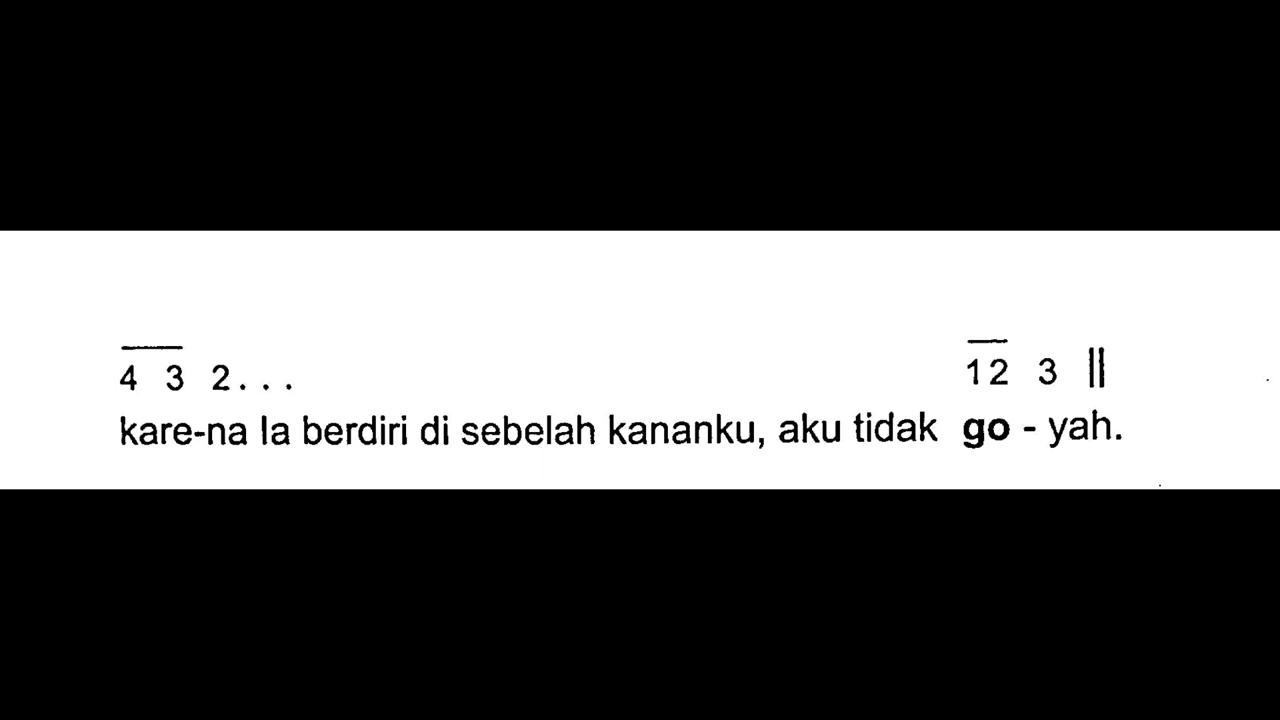 4 3 2... 12 3 ||
kare-na Ia berdiri di sebelah kananku, aku tidak go - yah.